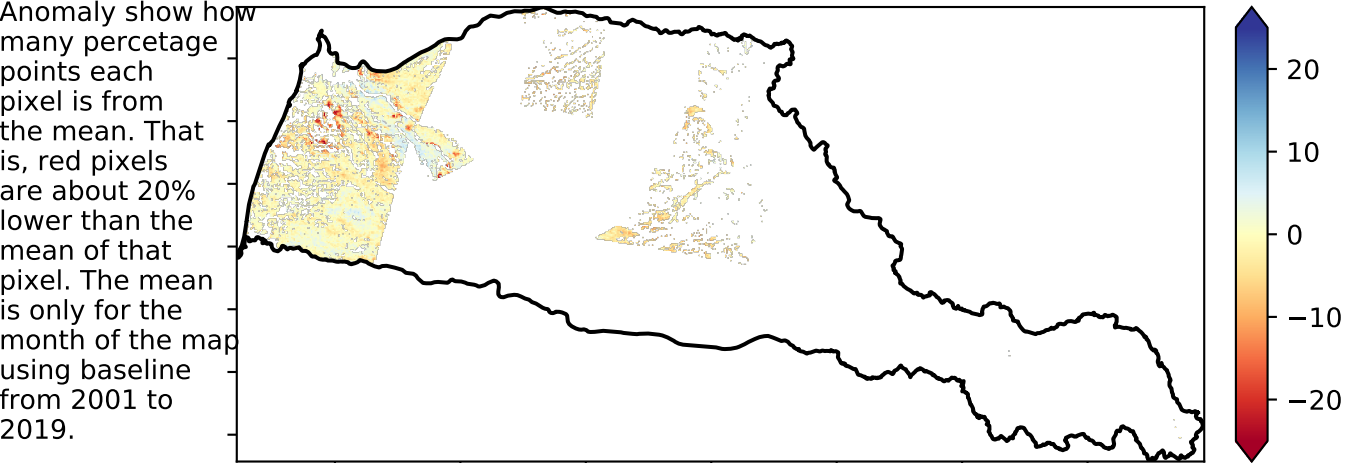 Anomaly show how
many percetage
points each
pixel is from
the mean. That
is, red pixels
are about 20%
lower than the
mean of that
pixel. The mean
is only for the
month of the map
using baseline
from 2001 to
2019.
20
10
0
−10
−20